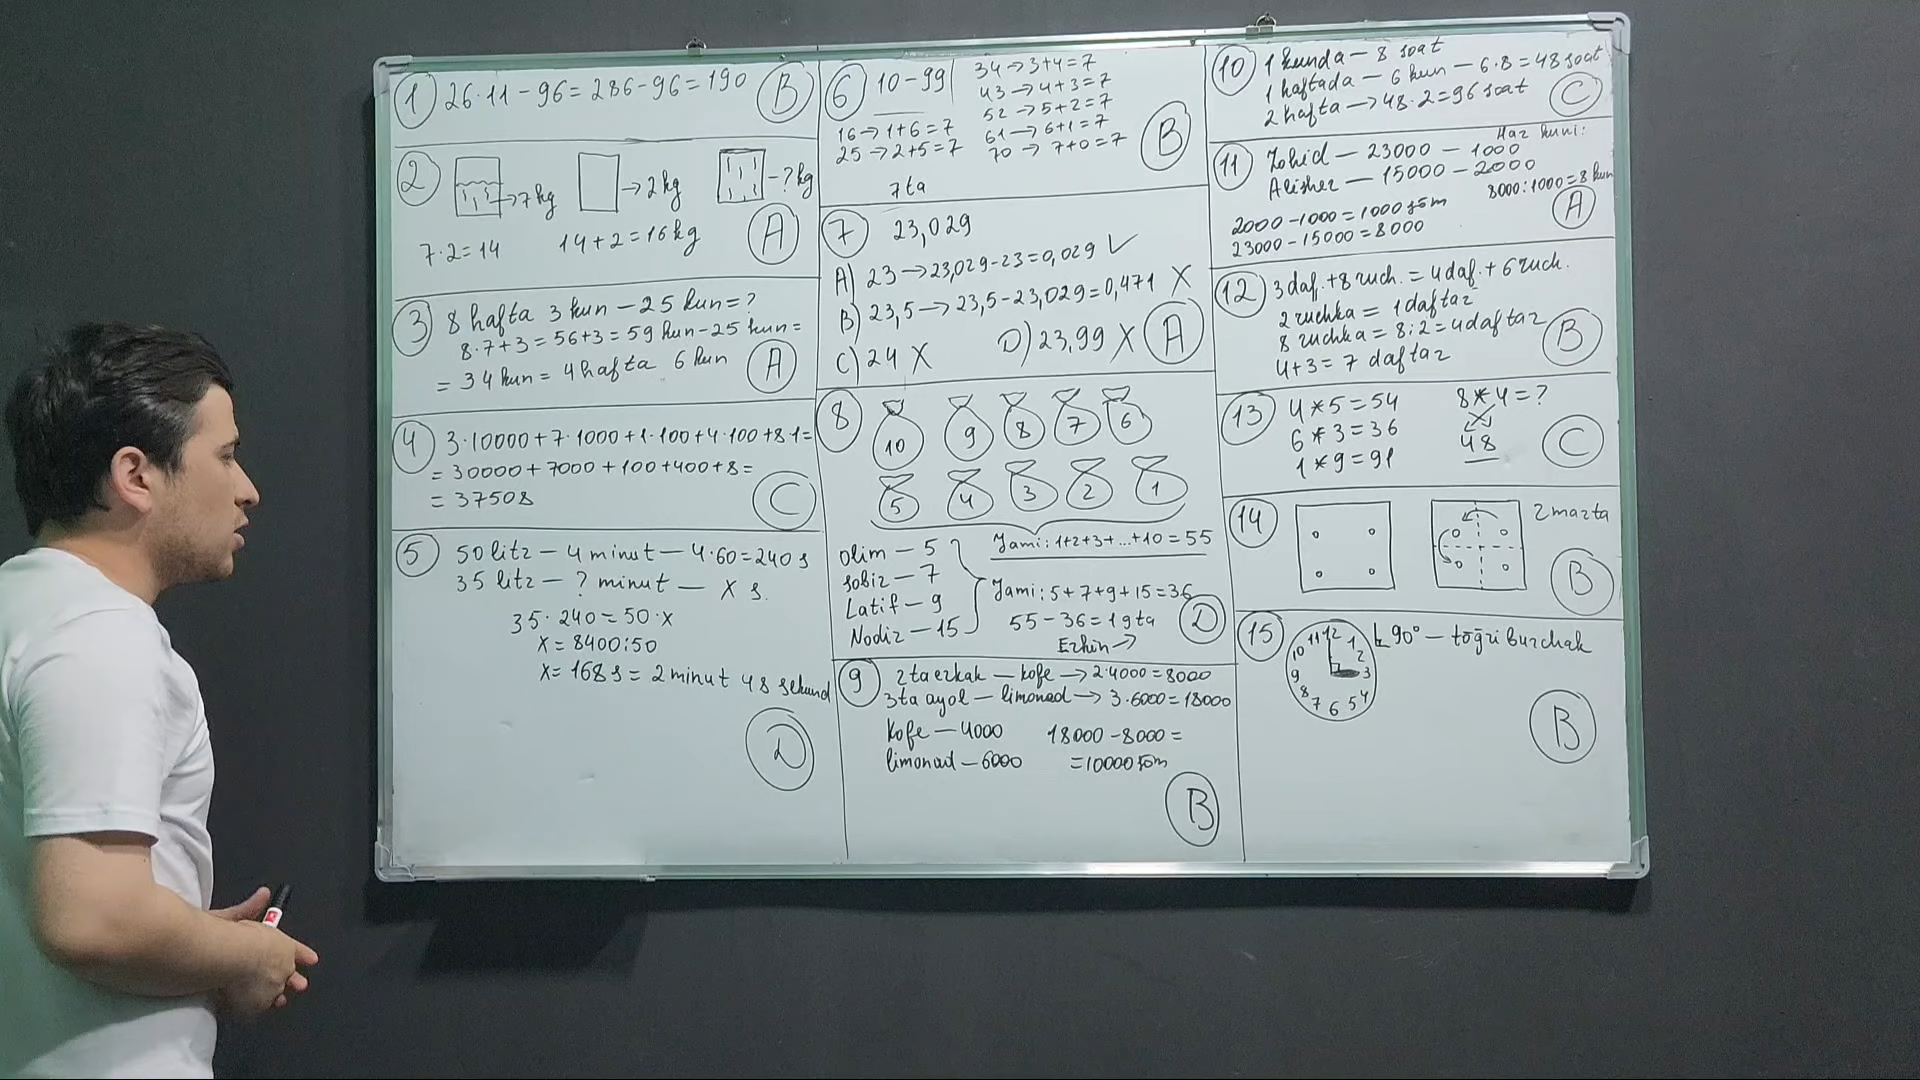 1 26·11-96=286-96=190 B
2 →7kg →2kg -?kg
7·2=14 14+2=16kg A
3 8 hafta 3 kun - 25 kun=?
8·7+3=56+3=59 kun-25 kun=
=34 kun=4 hafta 6 kun A
4 3·10000+7·1000+1·100+4·100+8·1=
=30000+7000+100+400+8=
=37508 C
5 50 litr - 4 minut - 4·60=240 s
35 litr - ? minut - x s.
35·240=50·x
x=8400:50
x=168 s=2 minut 48 sekund
D
6 10-99
16→1+6=7
25→2+5=7
34→3+4=7
43→4+3=7
52→5+2=7
61→6+1=7
70→7+0=7
7 ta
B
7 23,029
A) 23→23,029-23=0,029 ✓
B) 23,5→23,5-23,029=0,471 X
C) 24 X D) 23,99 X A
8 10 9 8 7 6
5 4 3 2 1
Jami: 1+2+3+...+10=55
Olim - 5
Sobir - 7
Latif - 9
Nodir - 15
Jami: 5+7+9+15=36
55-36=19 ta
Erkin→
D
9 2 ta erkak - kofe → 2·4000=8000
3 ta ayol - limonad → 3·6000=18000
Kofe - 4000 18000-8000=
limonad - 6000 =10000 som
B
10 1 kunda - 8 soat
1 haftada - 6 kun - 6·8=48 soat
2 hafta → 48·2=96 soat C
11 Har kuni:
Zohid - 23000 - 1000
Alisher - 15000 - 2000
2000-1000=1000 som 8000:1000=8 kun
23000-15000=8000 A
12 3 daf.+8 ruch.=4 daf.+6 ruch.
2 ruchka=1 daftar
8 ruchka=8:2=4 daftar
4+3=7 daftar B
13 4*5=54 8*4=?
6*3=36 48
1*9=91 C
14 2 marta
B
15 11 12 1 2 3 4 5 6 7 8 9 10 90° - toğri burchak
B